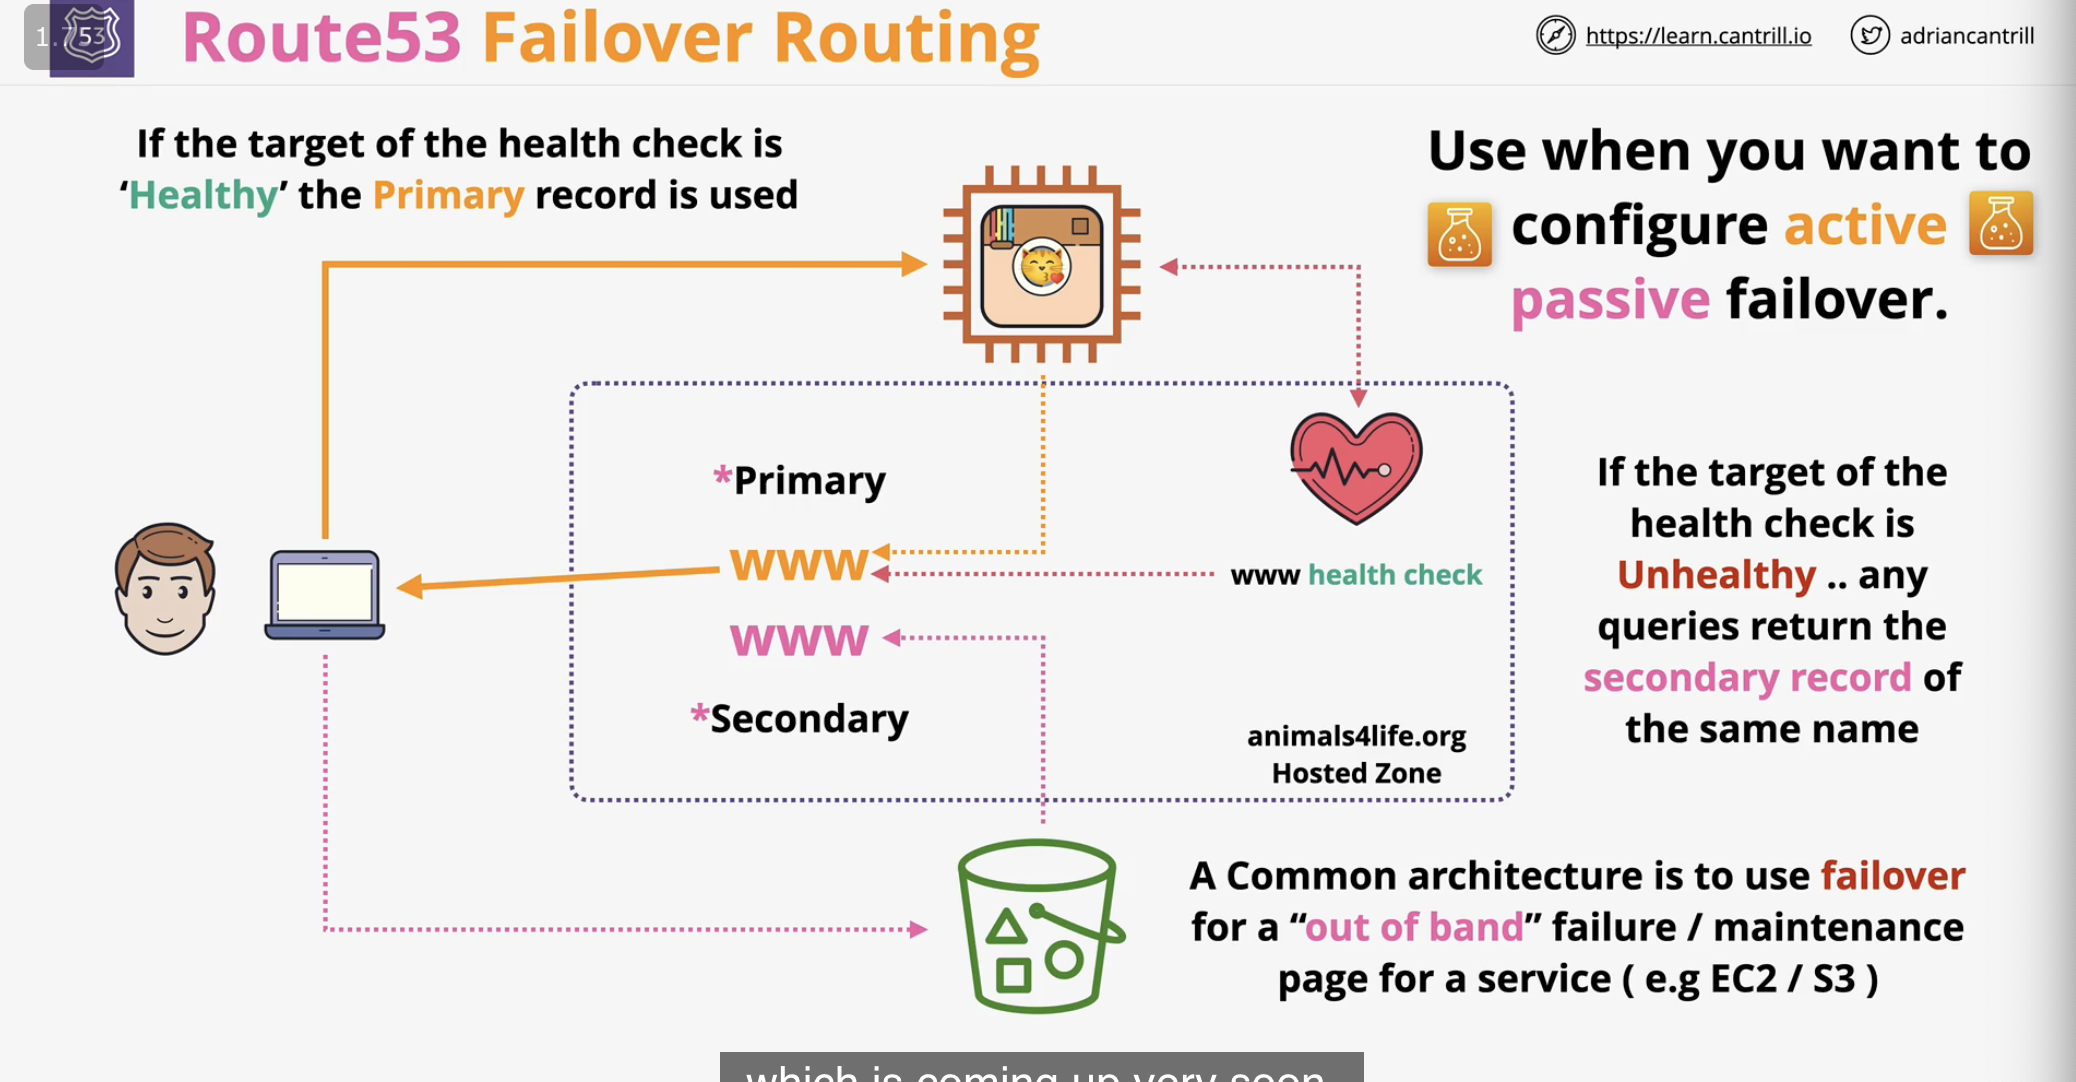 1.
53
Route53 Failover Routing
https://learn.cantrill.io
adriancantrill
If the target of the health check is
‘Healthy’ the Primary record is used
Use when you want to
configure active
passive failover.
*Primary
www
www health check
www
*Secondary
animals4life.org
Hosted Zone
If the target of the
health check is
Unhealthy .. any
queries return the
secondary record of
the same name
A Common architecture is to use failover
for a “out of band” failure / maintenance
page for a service ( e.g EC2 / S3 )
which is coming up very soon